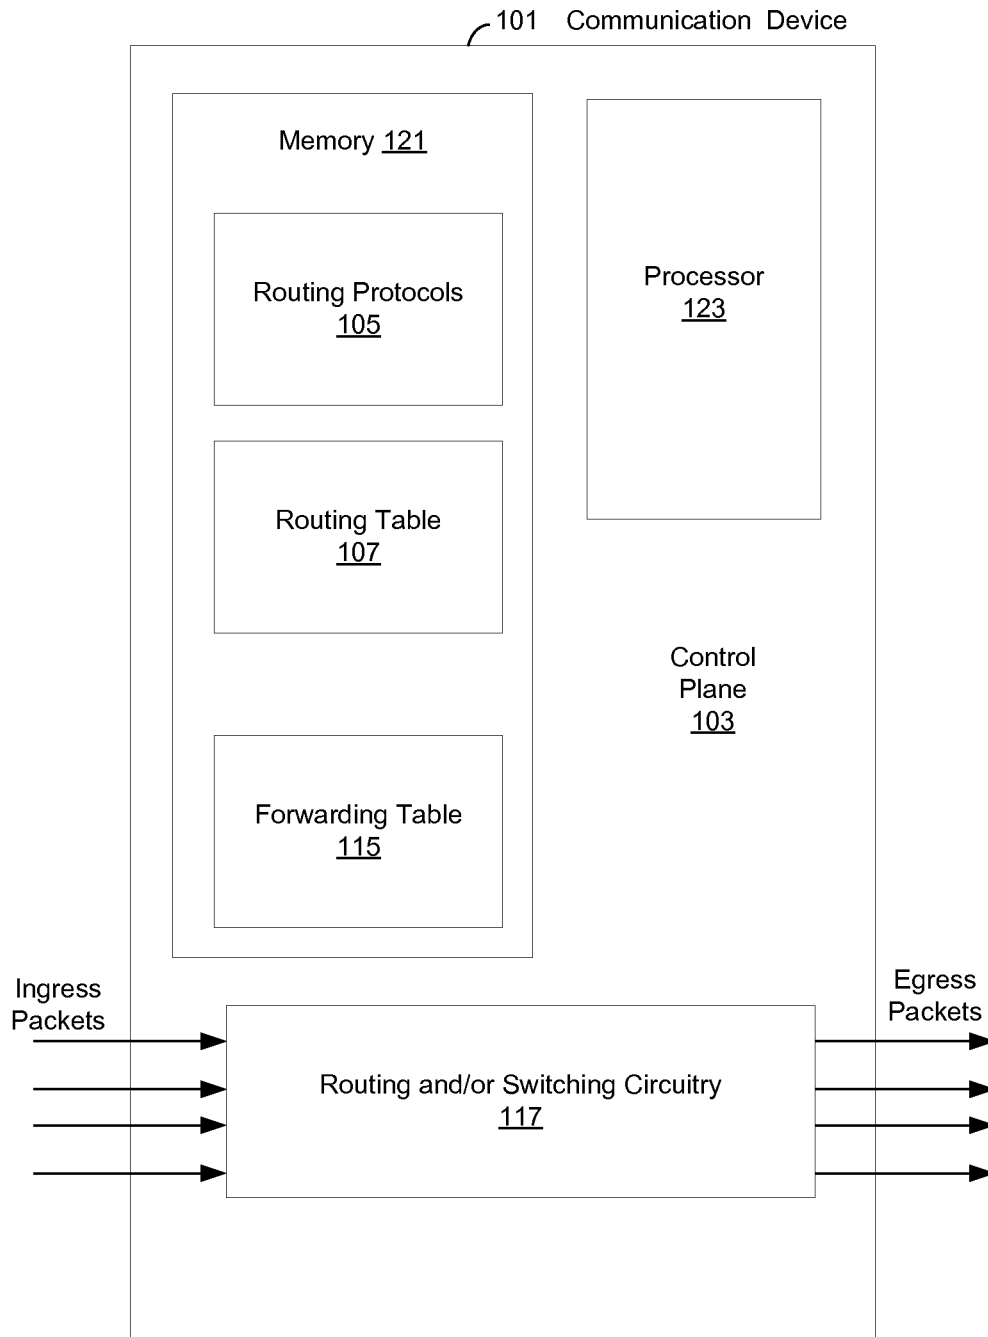 101 Communication Device
Memory 121
Routing Protocols
105
Processor
123
Routing Table
107
Control
Plane
103
Forwarding Table
115
Ingress
Packets
Egress
Packets
Routing and/or Switching Circuitry
117